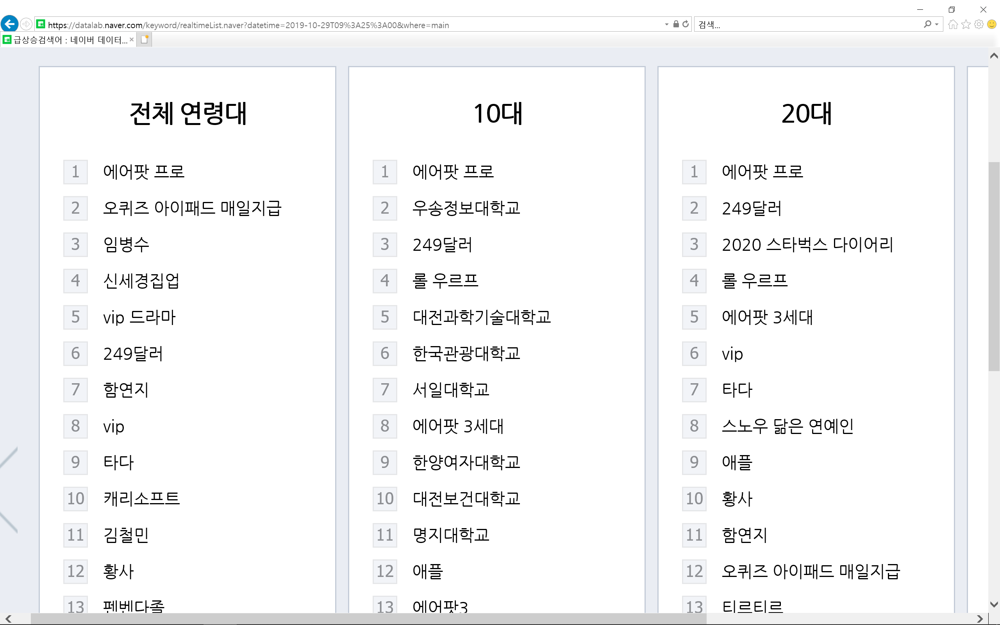 https://datalab.naver.com/keyword/realtimeList.naver?datetime=2019-10-29T09%3A25%3A00&where=main
검색...
급상승검색어 : 네이버 데이터...
전체 연령대
1 에어팟 프로
2 오퀴즈 아이패드 매일지급
3 임병수
4 신세경집업
5 vip 드라마
6 249달러
7 함연지
8 vip
9 타다
10 캐리소프트
11 김철민
12 황사
13 펜벤다졸
10대
1 에어팟 프로
2 우송정보대학교
3 249달러
4 롤 우르프
5 대전과학기술대학교
6 한국관광대학교
7 서일대학교
8 에어팟 3세대
9 한양여자대학교
10 대전보건대학교
11 명지대학교
12 애플
13 에어팟3
20대
1 에어팟 프로
2 249달러
3 2020 스타벅스 다이어리
4 롤 우르프
5 에어팟 3세대
6 vip
7 타다
8 스노우 닮은 연예인
9 애플
10 황사
11 함연지
12 오퀴즈 아이패드 매일지급
13 티르티르